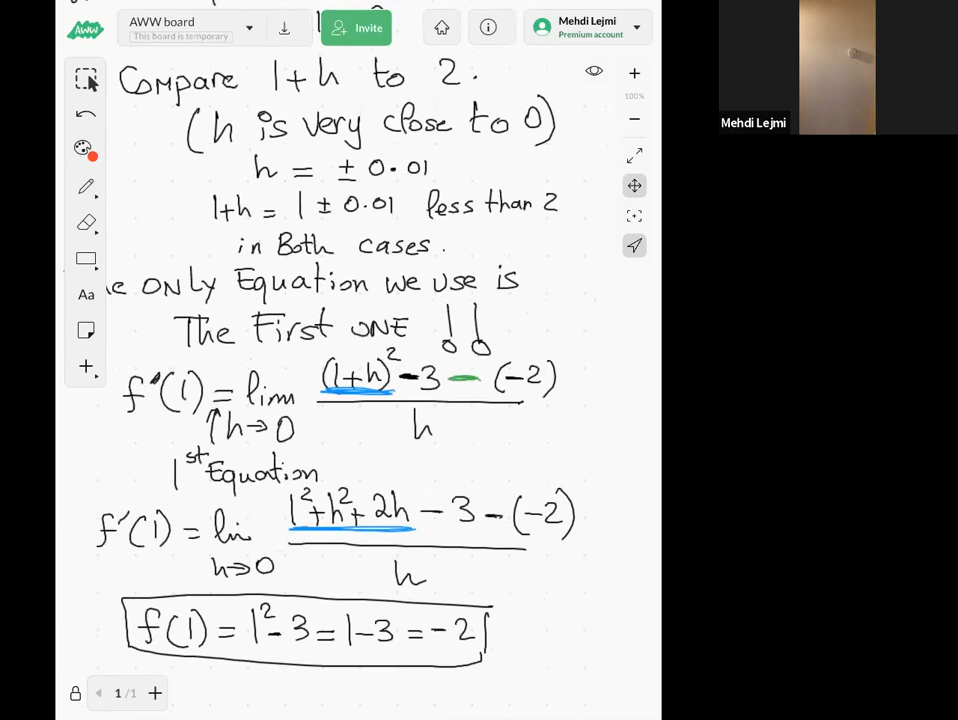 AWW board
This board is temporary
Invite
Mehdi Lejmi
Premium account
Mehdi Lejmi
Compare 1+h to 2.
(h is very close to 0)
100%
h = ± 0.01
1+h = 1 ± 0.01 less than 2
in Both cases.
ONLY Equation we use is
The First ONE !!
f'(1) = lim h→0 ((1+h)² - 3 - (-2)) / h
1st Equation
f'(1) = lim h→0 (1²+h²+2h - 3 - (-2)) / h
f(1) = 1² - 3 = 1-3 = -2
Aa
1 / 1